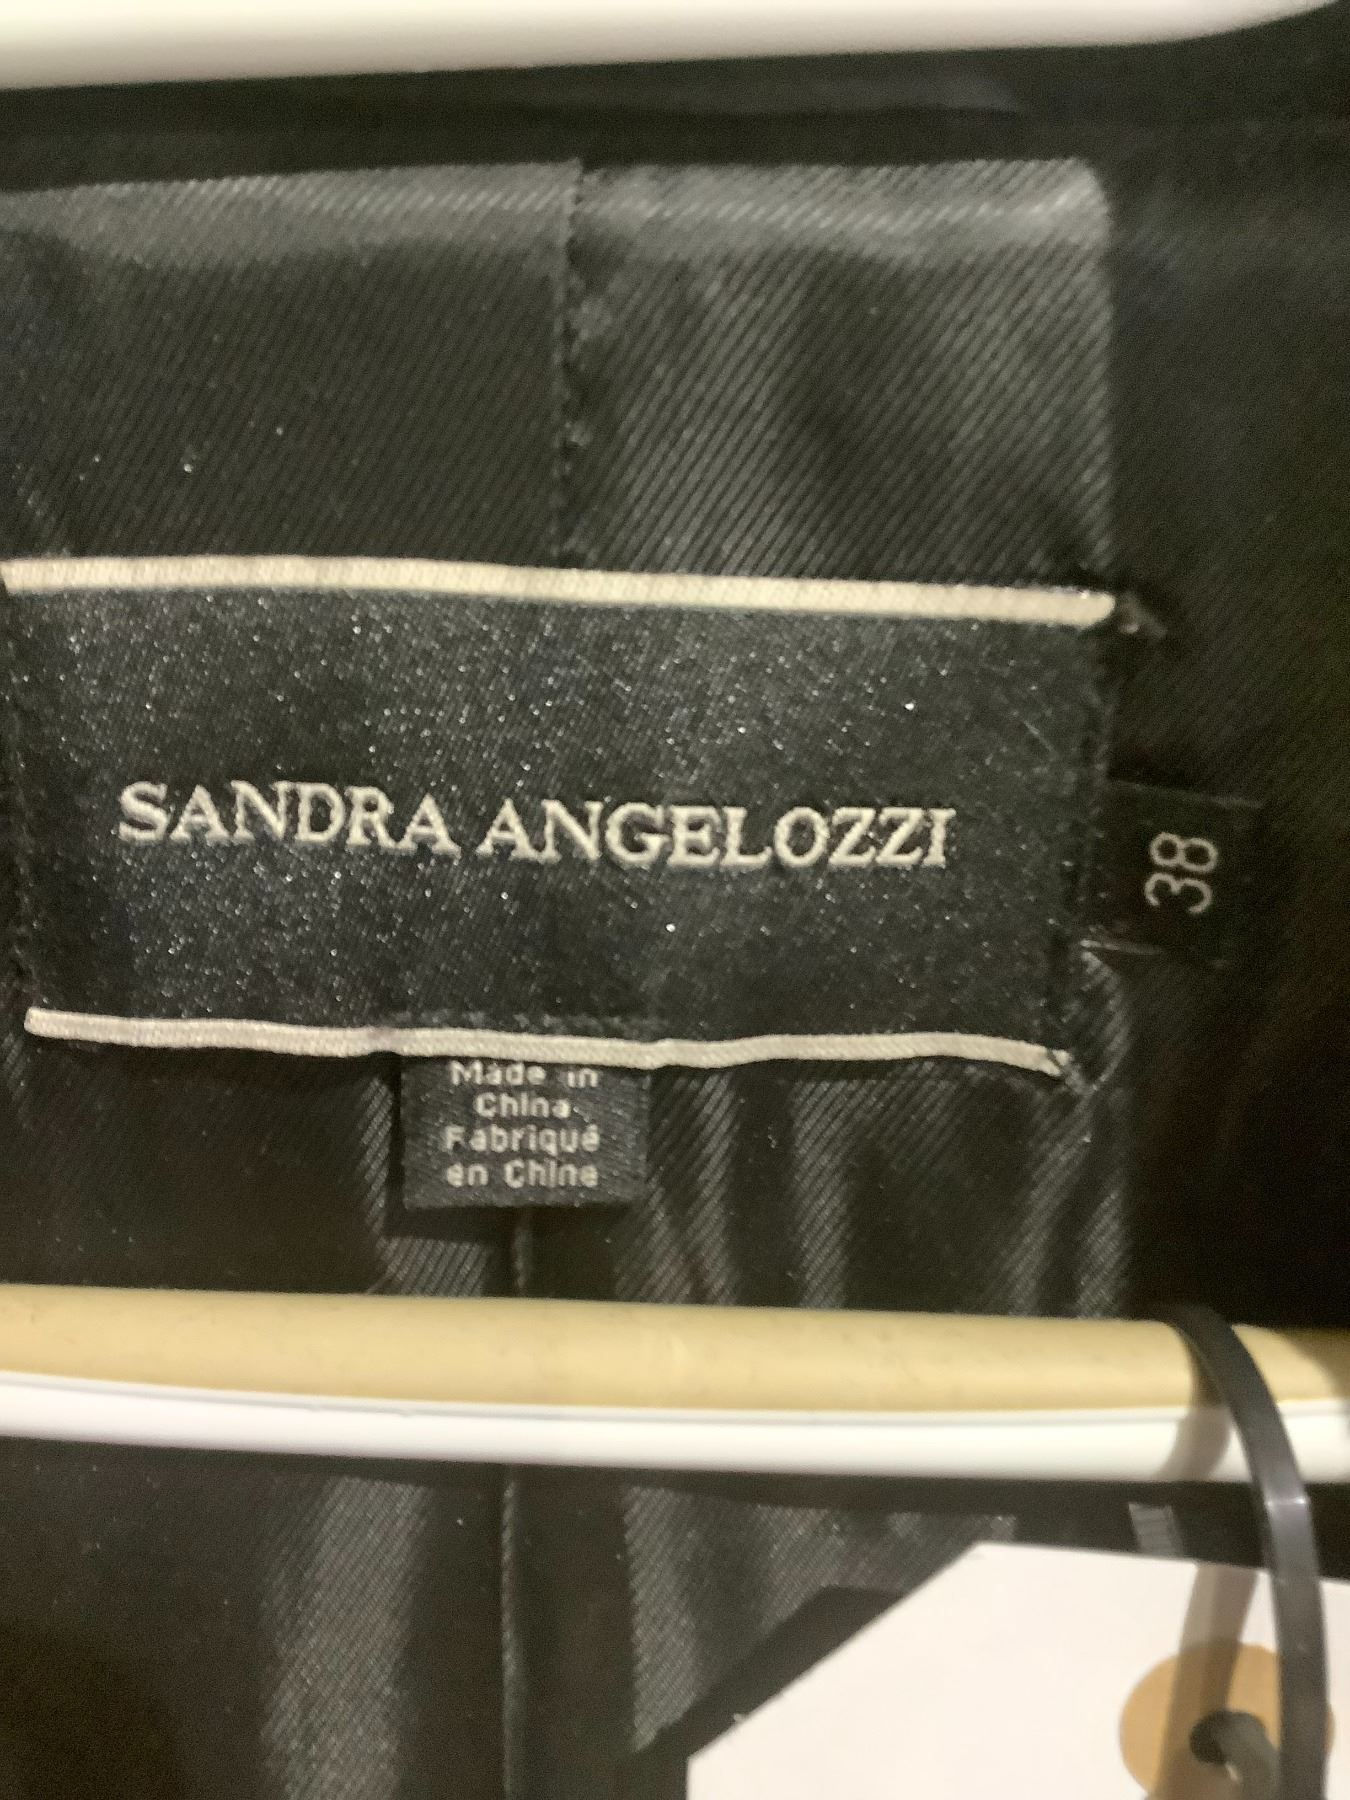 SANDRA ANGELOZZI
38
Made in
China
Fabriqué
en Chine